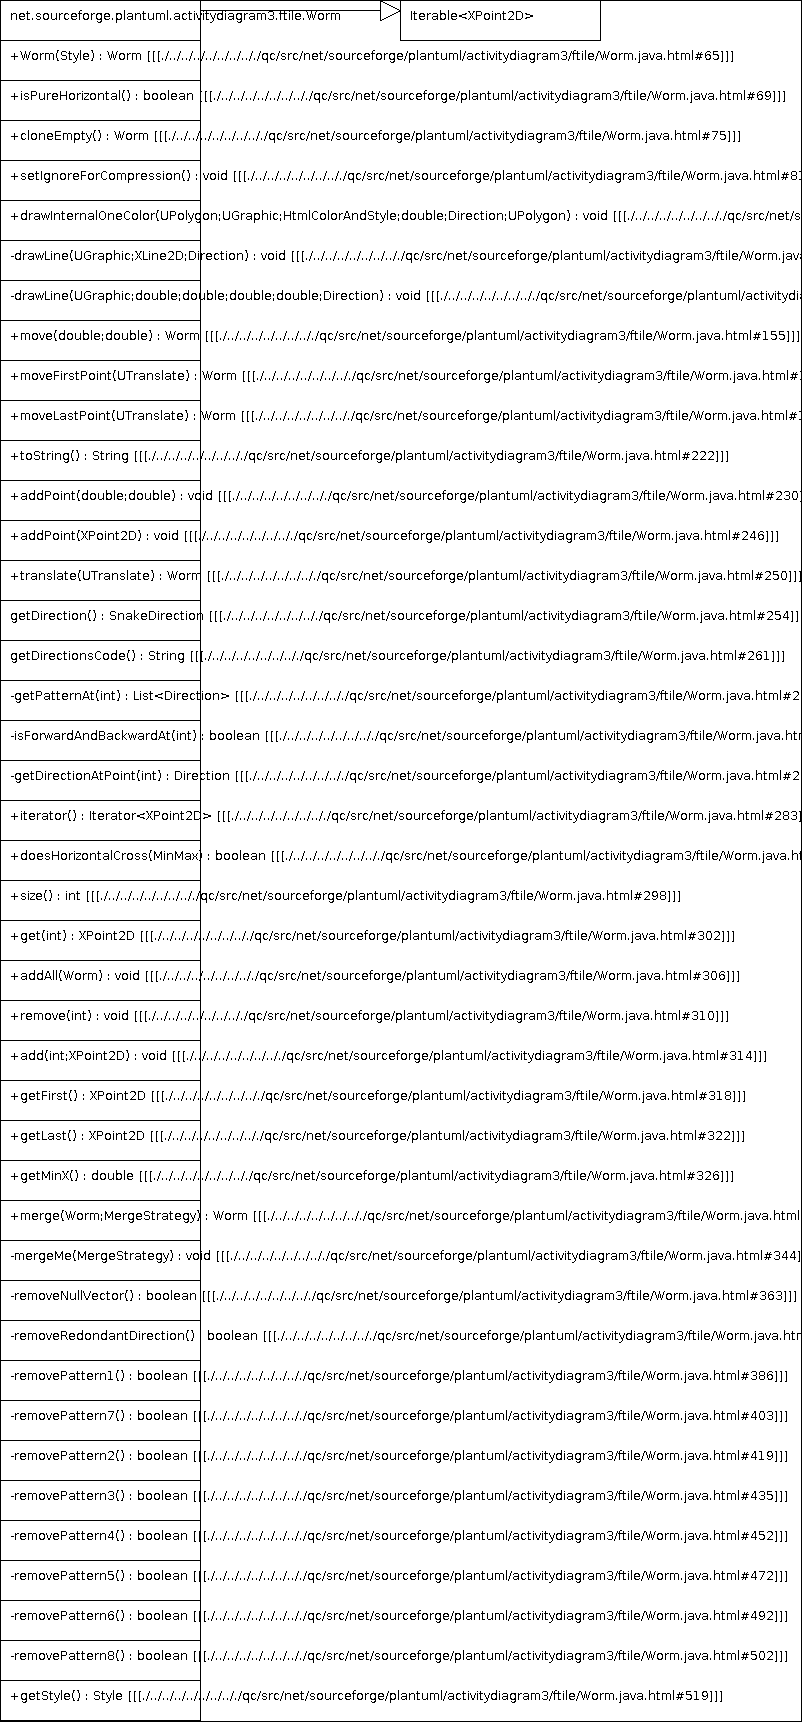 net.sourceforge.plantuml.activitydiagram3.ftile.Worm
Iterable<XPoint2D>
+Worm(Style) : Worm [[[./../../../../../../../../qc/src/net/sourceforge/plantuml/activitydiagram3/ftile/Worm.java.html#65]]]
+isPureHorizontal() : boolean [[[./../../../../../../../../qc/src/net/sourceforge/plantuml/activitydiagram3/ftile/Worm.java.html#69]]]
+cloneEmpty() : Worm [[[./../../../../../../../../qc/src/net/sourceforge/plantuml/activitydiagram3/ftile/Worm.java.html#75]]]
+setIgnoreForCompression() : void [[[./../../../../../../../../qc/src/net/sourceforge/plantuml/activitydiagram3/ftile/Worm.java.html#81
+drawInternalOneColor(UPolygon;UGraphic;HtmlColorAndStyle;double;Direction;UPolygon) : void [[[./../../../../../../../../qc/src/net/s
-drawLine(UGraphic;XLine2D;Direction) : void [[[./../../../../../../../../qc/src/net/sourceforge/plantuml/activitydiagram3/ftile/Worm.java
-drawLine(UGraphic;double;double;double;double;Direction) : void [[[./../../../../../../../../qc/src/net/sourceforge/plantuml/activitydi
+move(double;double) : Worm [[[./../../../../../../../../qc/src/net/sourceforge/plantuml/activitydiagram3/ftile/Worm.java.html#155]]]
+moveFirstPoint(UTranslate) : Worm [[[./../../../../../../../../qc/src/net/sourceforge/plantuml/activitydiagram3/ftile/Worm.java.html#
+moveLastPoint(UTranslate) : Worm [[[./../../../../../../../../qc/src/net/sourceforge/plantuml/activitydiagram3/ftile/Worm.java.html#
+toString() : String [[[./../../../../../../../../qc/src/net/sourceforge/plantuml/activitydiagram3/ftile/Worm.java.html#222]]]
+addPoint(double;double) : void [[[./../../../../../../../../qc/src/net/sourceforge/plantuml/activitydiagram3/ftile/Worm.java.html#230]
+addPoint(XPoint2D) : void [[[./../../../../../../../../qc/src/net/sourceforge/plantuml/activitydiagram3/ftile/Worm.java.html#246]]]
+translate(UTranslate) : Worm [[[./../../../../../../../../qc/src/net/sourceforge/plantuml/activitydiagram3/ftile/Worm.java.html#250]]]
getDirection() : SnakeDirection [[[./../../../../../../../../qc/src/net/sourceforge/plantuml/activitydiagram3/ftile/Worm.java.html#254]]
getDirectionsCode() : String [[[./../../../../../../../../qc/src/net/sourceforge/plantuml/activitydiagram3/ftile/Worm.java.html#261]]]
-getPatternAt(int) : List<Direction> [[[./../../../../../../../../qc/src/net/sourceforge/plantuml/activitydiagram3/ftile/Worm.java.html#2
-isForwardAndBackwardAt(int) : boolean [[[./../../../../../../../../qc/src/net/sourceforge/plantuml/activitydiagram3/ftile/Worm.java.htm
-getDirectionAtPoint(int) : Direction [[[./../../../../../../../../qc/src/net/sourceforge/plantuml/activitydiagram3/ftile/Worm.java.html#2
+iterator() : Iterator<XPoint2D> [[[./../../../../../../../../qc/src/net/sourceforge/plantuml/activitydiagram3/ftile/Worm.java.html#283]
+doesHorizontalCross(MinMax) : boolean [[[./../../../../../../../../qc/src/net/sourceforge/plantuml/activitydiagram3/ftile/Worm.java.ht
+size() : int [[[./../../../../../../../../qc/src/net/sourceforge/plantuml/activitydiagram3/ftile/Worm.java.html#298]]]
+get(int) : XPoint2D [[[./../../../../../../../../qc/src/net/sourceforge/plantuml/activitydiagram3/ftile/Worm.java.html#302]]]
+addAll(Worm) : void [[[./../../../../../../../../qc/src/net/sourceforge/plantuml/activitydiagram3/ftile/Worm.java.html#306]]]
+remove(int) : void [[[./../../../../../../../../qc/src/net/sourceforge/plantuml/activitydiagram3/ftile/Worm.java.html#310]]]
+add(int;XPoint2D) : void [[[./../../../../../../../../qc/src/net/sourceforge/plantuml/activitydiagram3/ftile/Worm.java.html#314]]]
+getFirst() : XPoint2D [[[./../../../../../../../../qc/src/net/sourceforge/plantuml/activitydiagram3/ftile/Worm.java.html#318]]]
+getLast() : XPoint2D [[[./../../../../../../../../qc/src/net/sourceforge/plantuml/activitydiagram3/ftile/Worm.java.html#322]]]
+getMinX() : double [[[./../../../../../../../../qc/src/net/sourceforge/plantuml/activitydiagram3/ftile/Worm.java.html#326]]]
+merge(Worm;MergeStrategy) : Worm [[[./../../../../../../../../qc/src/net/sourceforge/plantuml/activitydiagram3/ftile/Worm.java.html
-mergeMe(MergeStrategy) : void [[[./../../../../../../../../qc/src/net/sourceforge/plantuml/activitydiagram3/ftile/Worm.java.html#344]
-removeNullVector() : boolean [[[./../../../../../../../../qc/src/net/sourceforge/plantuml/activitydiagram3/ftile/Worm.java.html#363]]]
-removeRedondantDirection() : boolean [[[./../../../../../../../../qc/src/net/sourceforge/plantuml/activitydiagram3/ftile/Worm.java.htm
-removePattern1() : boolean [[[./../../../../../../../../qc/src/net/sourceforge/plantuml/activitydiagram3/ftile/Worm.java.html#386]]]
-removePattern7() : boolean [[[./../../../../../../../../qc/src/net/sourceforge/plantuml/activitydiagram3/ftile/Worm.java.html#403]]]
-removePattern2() : boolean [[[./../../../../../../../../qc/src/net/sourceforge/plantuml/activitydiagram3/ftile/Worm.java.html#419]]]
-removePattern3() : boolean [[[./../../../../../../../../qc/src/net/sourceforge/plantuml/activitydiagram3/ftile/Worm.java.html#435]]]
-removePattern4() : boolean [[[./../../../../../../../../qc/src/net/sourceforge/plantuml/activitydiagram3/ftile/Worm.java.html#452]]]
-removePattern5() : boolean [[[./../../../../../../../../qc/src/net/sourceforge/plantuml/activitydiagram3/ftile/Worm.java.html#472]]]
-removePattern6() : boolean [[[./../../../../../../../../qc/src/net/sourceforge/plantuml/activitydiagram3/ftile/Worm.java.html#492]]]
-removePattern8() : boolean [[[./../../../../../../../../qc/src/net/sourceforge/plantuml/activitydiagram3/ftile/Worm.java.html#502]]]
+getStyle() : Style [[[./../../../../../../../../qc/src/net/sourceforge/plantuml/activitydiagram3/ftile/Worm.java.html#519]]]